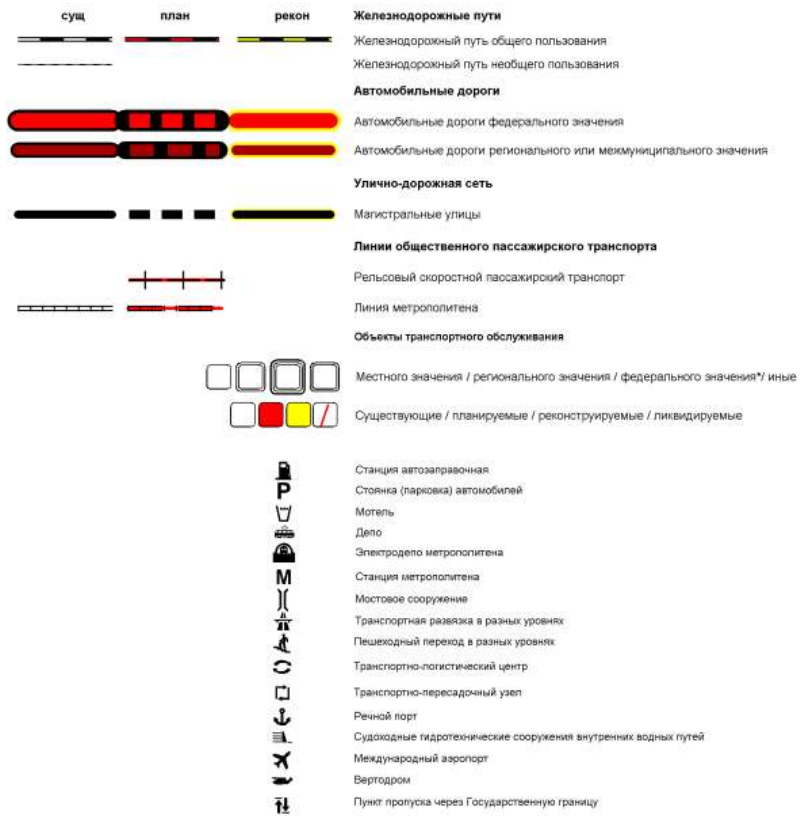 сущ план рекон Железнодорожные пути
Железнодорожный путь общего пользования
Железнодорожный путь необщего пользования
Автомобильные дороги
Автомобильные дороги федерального значения
Автомобильные дороги регионального или межмуниципального значения
Улично-дорожная сеть
Магистральные улицы
Линии общественного пассажирского транспорта
Рельсовый скоростной пассажирский транспорт
Линия метрополитена
Объекты транспортного обслуживания
Местного значения / регионального значения / федерального значения*/ иные
Существующие / планируемые / реконструируемые / ликвидируемые
Станция автозаправочная
P Стоянка (парковка) автомобилей
Мотель
Депо
Электродепо метрополитена
M Станция метрополитена
Мостовое сооружение
Транспортная развязка в разных уровнях
Пешеходный переход в разных уровнях
Транспортно-логистический центр
Транспортно-пересадочный узел
Речной порт
Судоходные гидротехнические сооружения внутренних водных путей
Международный аэропорт
Вертодром
Пункт пропуска через Государственную границу